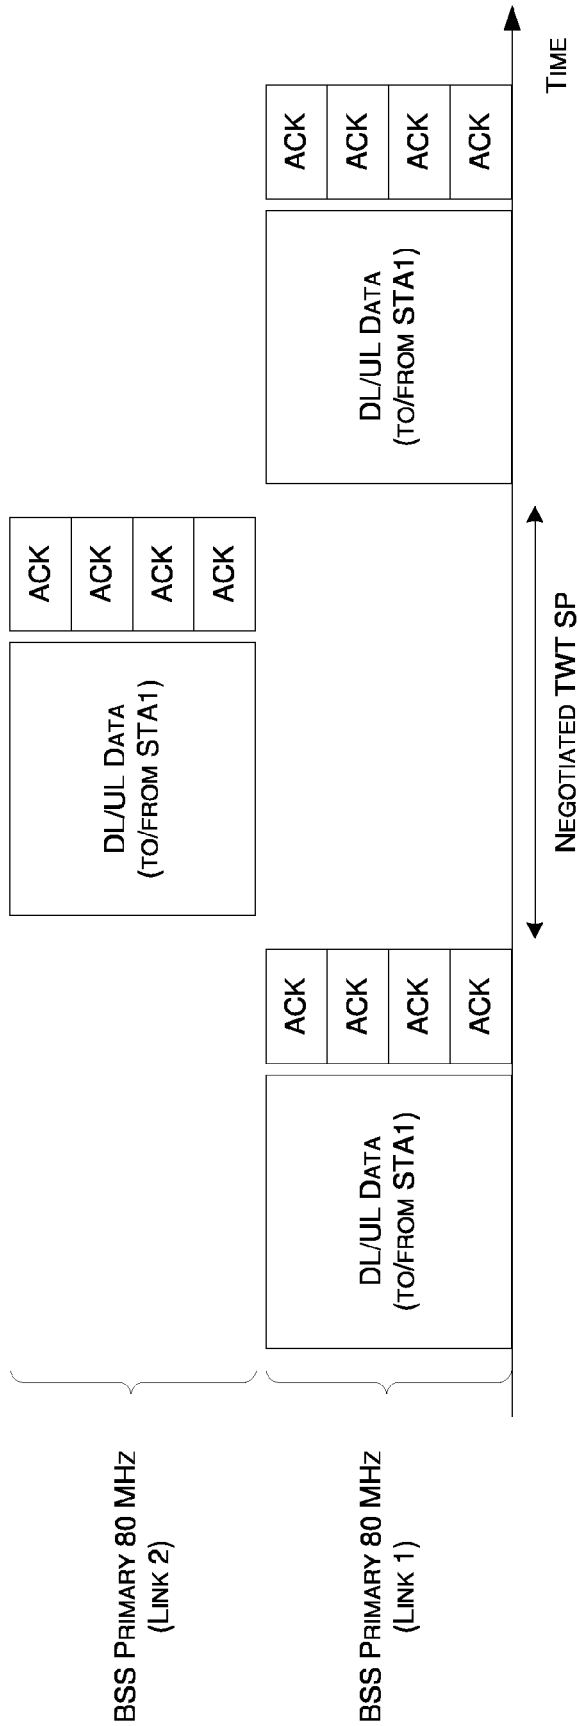 BSS PRIMARY 80 MHZ
(LINK 2)
DL/UL DATA
(TO/FROM STA1)
ACK
ACK
ACK
ACK
BSS PRIMARY 80 MHZ
(LINK 1)
DL/UL DATA
(TO/FROM STA1)
ACK
ACK
ACK
ACK
DL/UL DATA
(TO/FROM STA1)
ACK
ACK
ACK
ACK
NEGOTIATED TWT SP
TIME